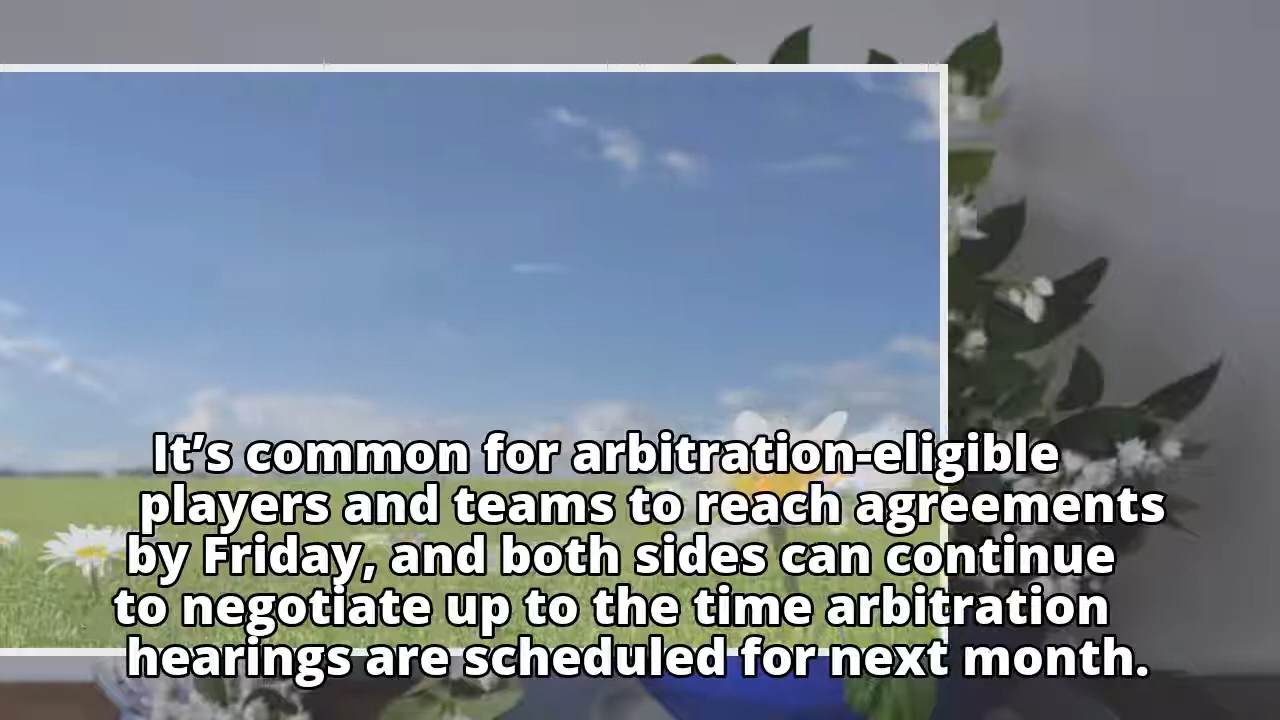 It’s common for arbitration-eligible
players and teams to reach agreements
by Friday, and both sides can continue
to negotiate up to the time arbitration
hearings are scheduled for next month.